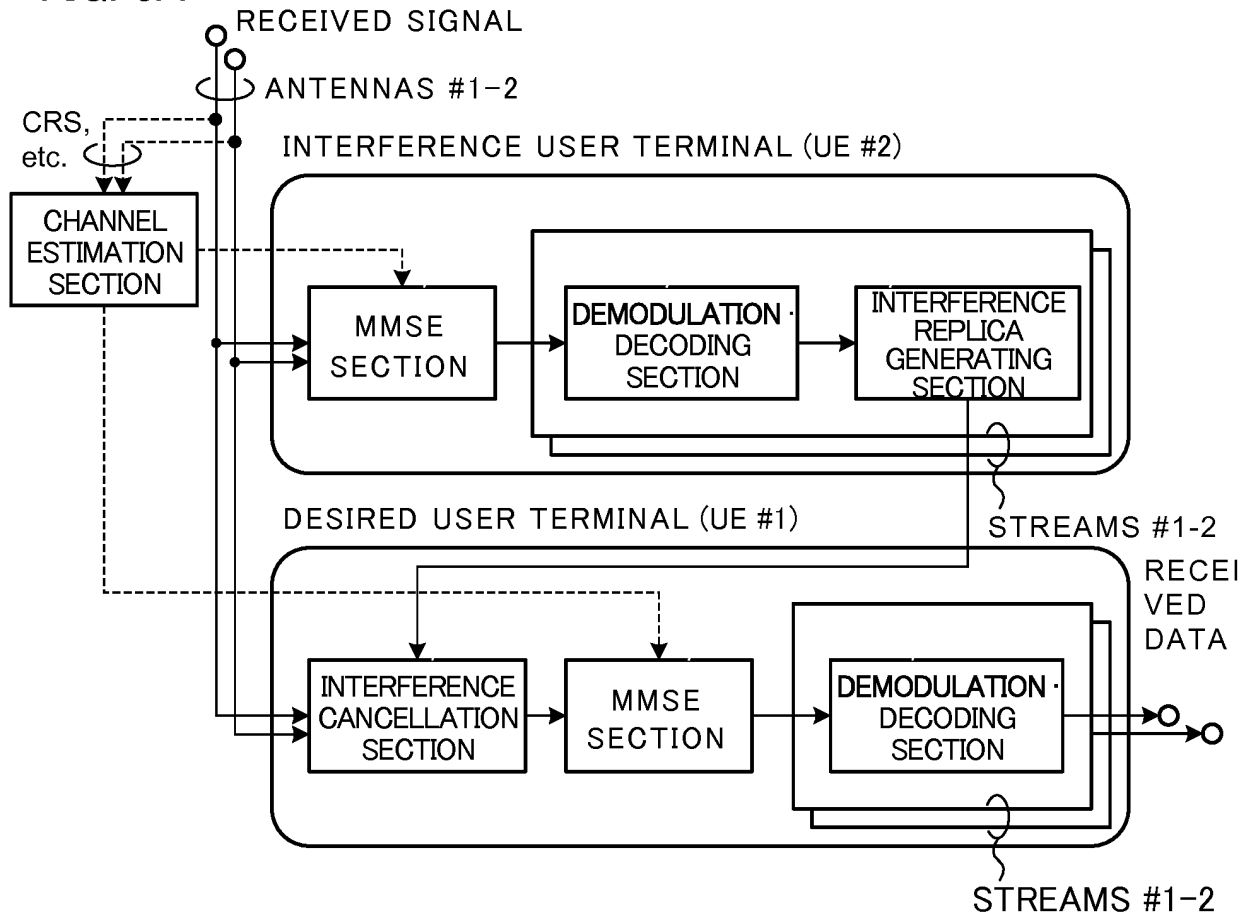 RECEIVED SIGNAL
ANTENNAS #1-2
CRS,
etc.
INTERFERENCE USER TERMINAL (UE #2)
CHANNEL
ESTIMATION
SECTION
MMSE
SECTION
DEMODULATION・
DECODING
SECTION
INTERFERENCE
REPLICA
GENERATING
SECTION
STREAMS #1-2
DESIRED USER TERMINAL (UE #1)
RECEI
VED
DATA
INTERFERENCE
CANCELLATION
SECTION
MMSE
SECTION
DEMODULATION・
DECODING
SECTION
STREAMS #1-2